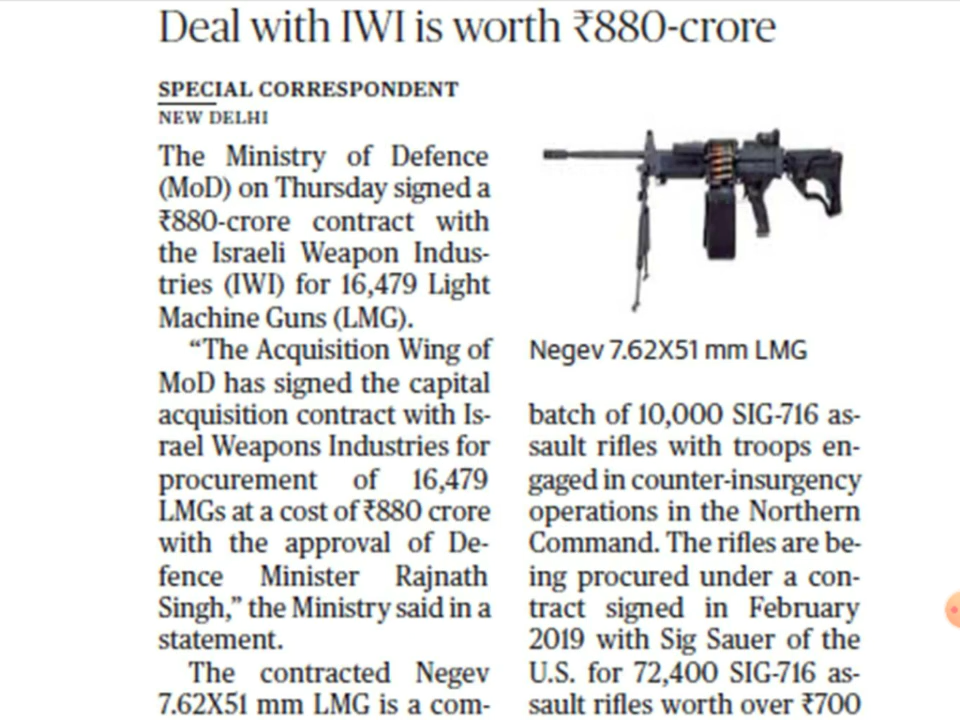 Deal with IWI is worth ₹880-crore
SPECIAL CORRESPONDENT
NEW DELHI
The Ministry of Defence
(MoD) on Thursday signed a
₹880-crore contract with
the Israeli Weapon Indus-
tries (IWI) for 16,479 Light
Machine Guns (LMG).
“The Acquisition Wing of
MoD has signed the capital
acquisition contract with Is-
rael Weapons Industries for
procurement of 16,479
LMGs at a cost of ₹880 crore
with the approval of De-
fence Minister Rajnath
Singh,” the Ministry said in a
statement.
The contracted Negev
7.62X51 mm LMG is a com-
Negev 7.62X51 mm LMG
batch of 10,000 SIG-716 as-
sault rifles with troops en-
gaged in counter-insurgency
operations in the Northern
Command. The rifles are be-
ing procured under a con-
tract signed in February
2019 with Sig Sauer of the
U.S. for 72,400 SIG-716 as-
sault rifles worth over ₹700